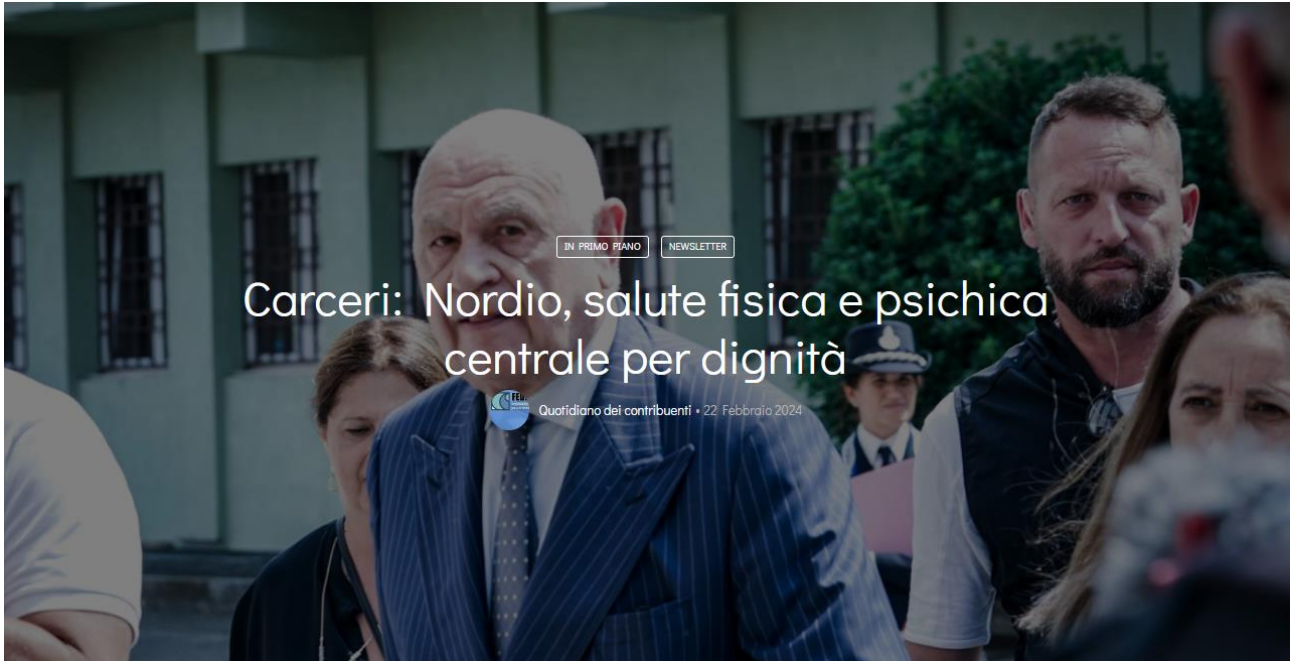 IN PRIMO PIANO
NEWSLETTER
Carceri: Nordio, salute fisica e psichica
centrale per dignità
Quotidiano dei contribuenti • 22 Febbraio 2024